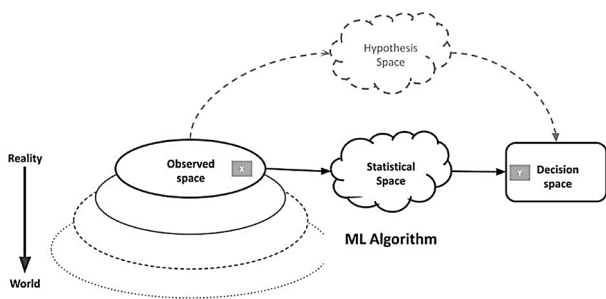 Hypothesis
Space
Reality
Observed
space
X
Statistical
Space
Y
Decision
space
ML Algorithm
World